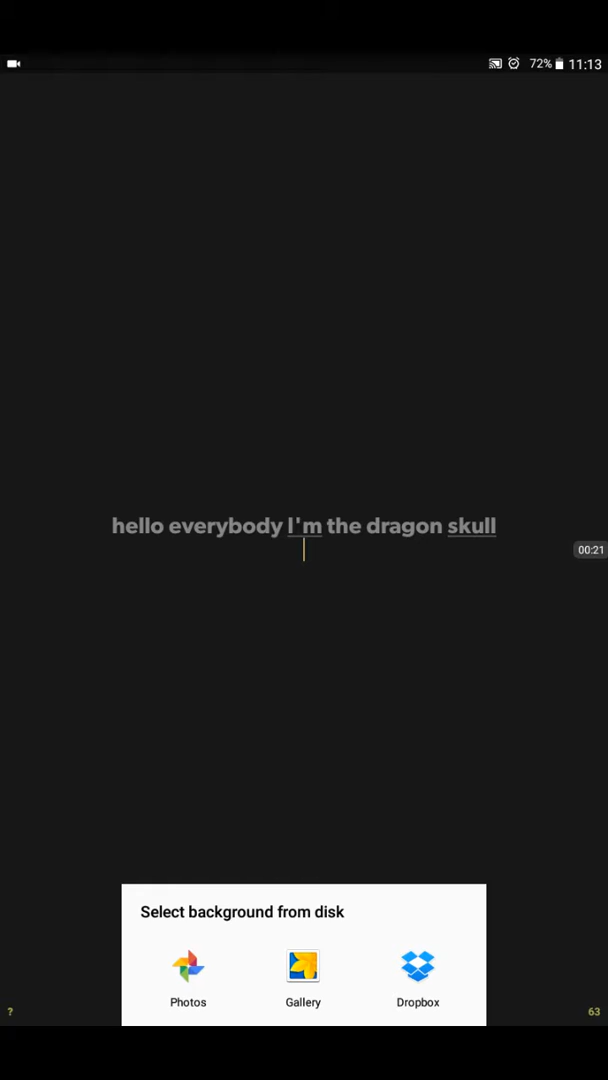 72% 11:13
hello everybody I'm the dragon skull
00:21
Select background from disk
Photos Gallery Dropbox
? 63